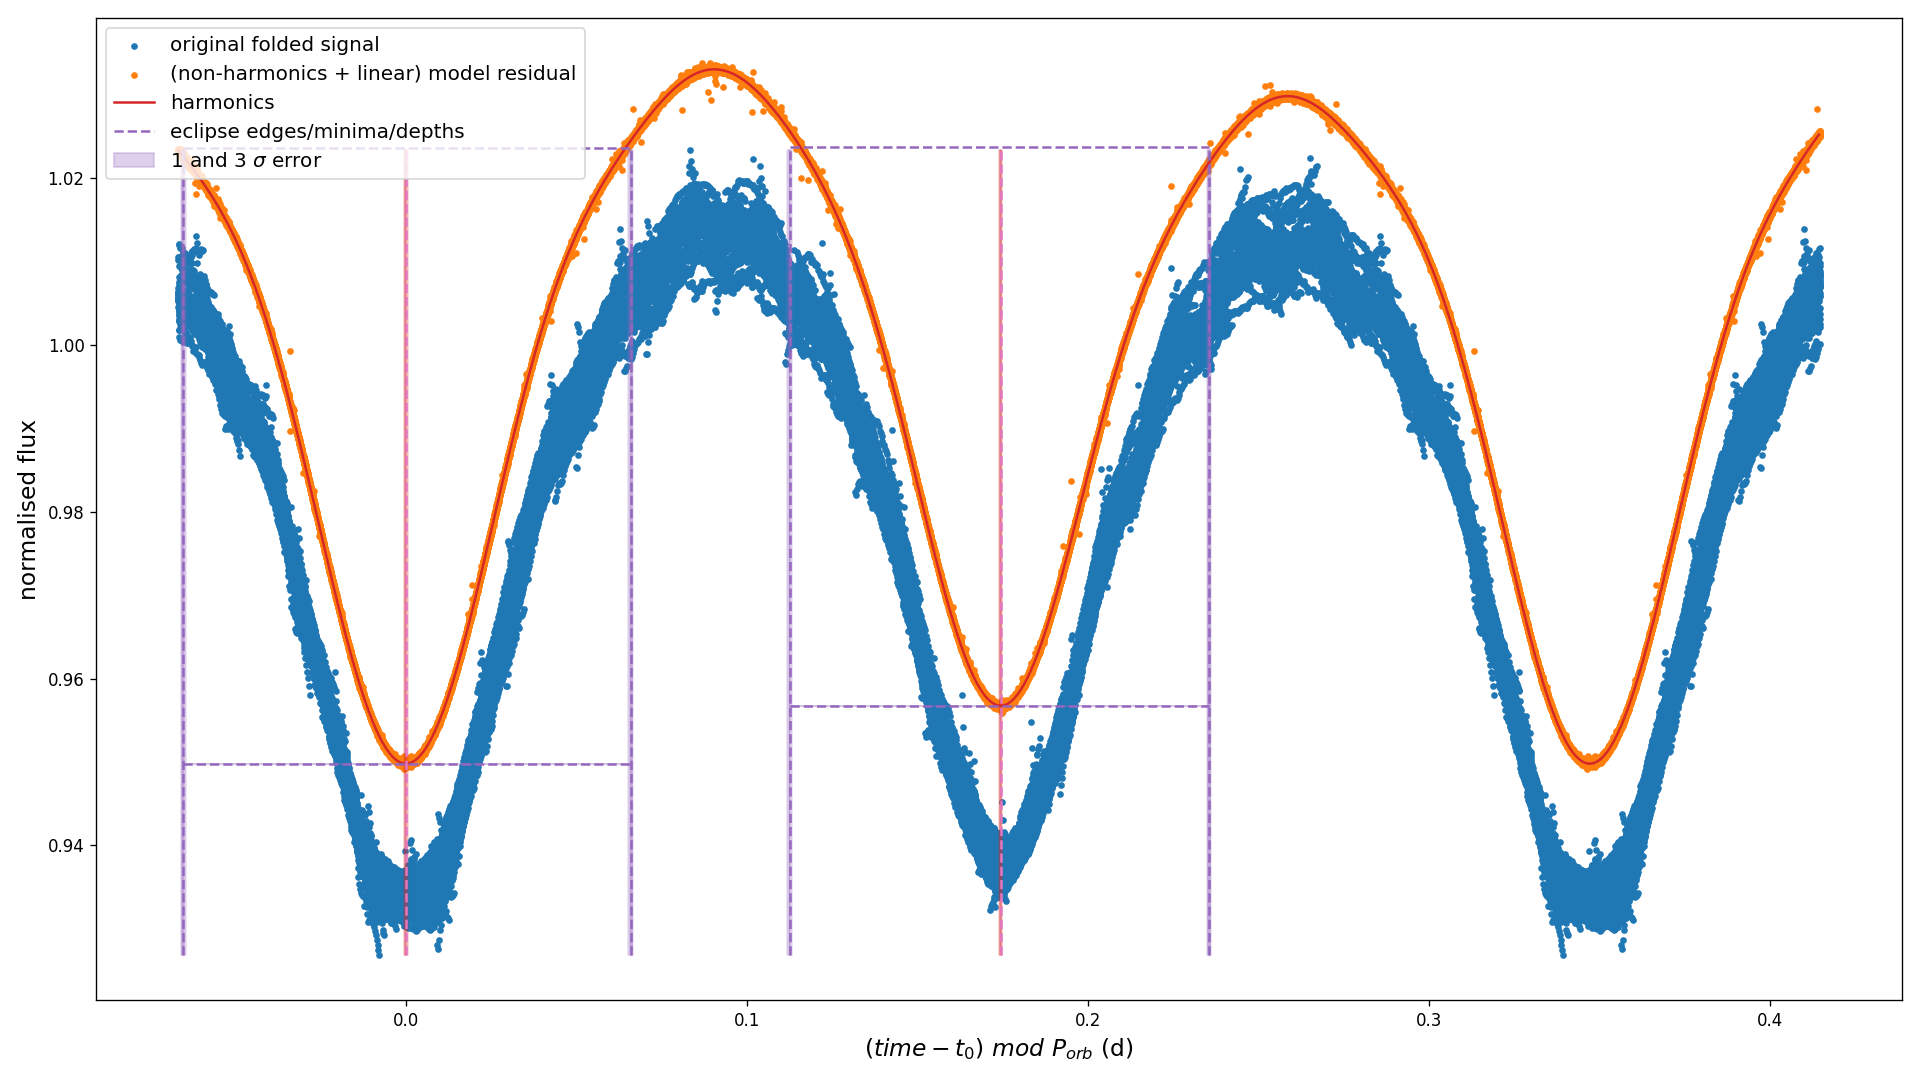 original folded signal
(non-harmonics + linear) model residual
harmonics
eclipse edges/minima/depths
1 and 3 σ error
1.02
1.00
0.98
0.96
0.94
normalised flux
0.0 0.1 0.2 0.3 0.4
(time − t₀) mod Pₒᵣb (d)